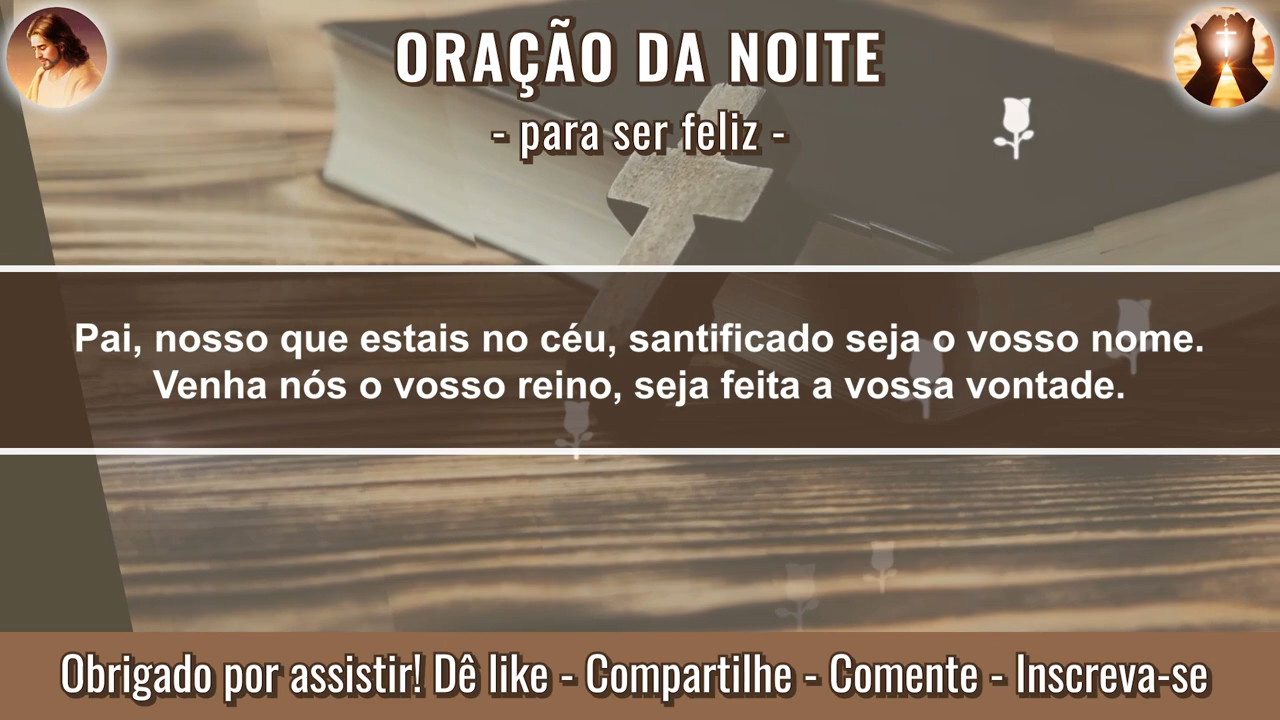 ORAÇÃO DA NOITE
- para ser feliz -
Pai, nosso que estais no céu, santificado seja o vosso nome.
Venha nós o vosso reino, seja feita a vossa vontade.
Obrigado por assistir! Dê like - Compartilhe - Comente - Inscreva-se